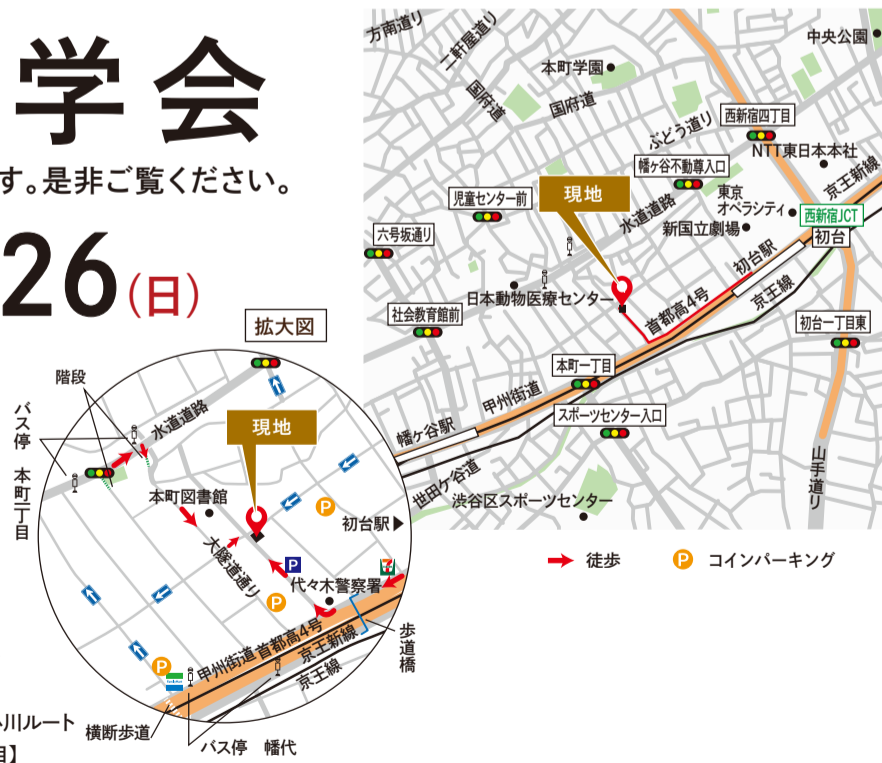 学会
す。是非ご覧ください。
26(日)
方南道り
二軒屋道り
本町学園
中央公園
国府道
国府道
ぶどう道り
西新宿四丁目
NTT東日本本社
幡ヶ谷不動尊入口
児童センター前
現地
水道道路
東京
オペラシティ
新国立劇場
京王新線
西新宿JCT
初台
六号坂通り
初台駅
日本動物医療センター
首都高4号
京王線
社会教育館前
初台一丁目東
本町一丁目
甲州街道
幡ヶ谷駅
スポーツセンター入口
世田ケ谷道
渋谷区スポーツセンター
山手道り
徒歩
P
コインパーキング
拡大図
階段
バス停 本町二丁目
水道道路
現地
本町図書館
P
初台駅
大隧道通り
P
7
代々木警察署
P
甲州街道 首都高4号
京王新線
京王線
歩道橋
P
FamilyMart
横断歩道
バス停 幡代
川ルート
目】